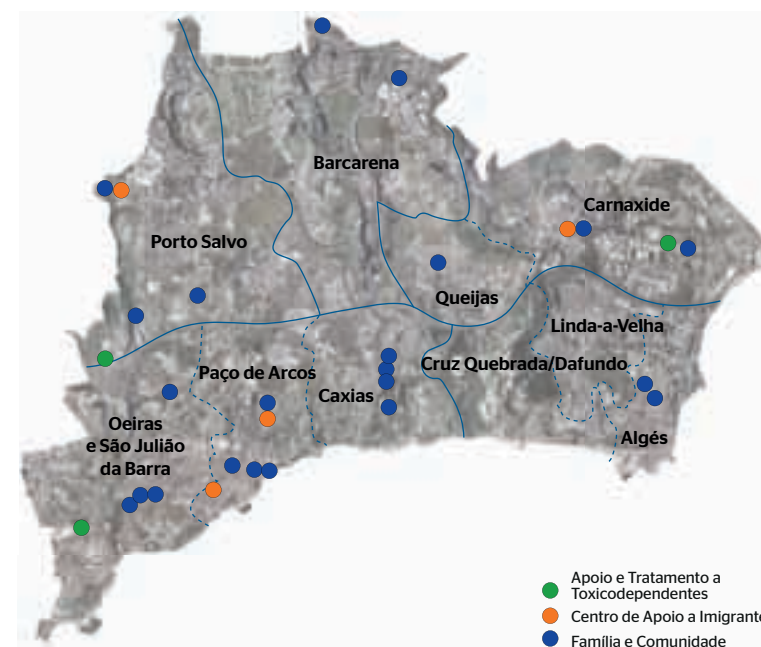 Barcarena
Carnaxide
Porto Salvo
Queijas
Linda-a-Velha
Paço de Arcos
Cruz Quebrada/Dafundo
Caxias
Oeiras
e São Julião
da Barra
Algés
Apoio e Tratamento a
Toxicodependentes
Centro de Apoio a Imigrante
Família e Comunidade